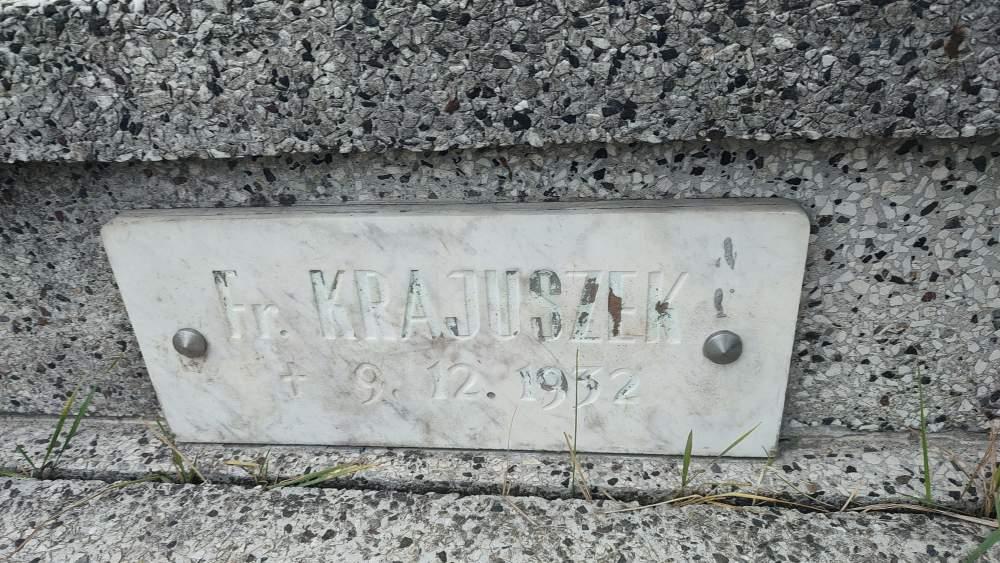 Fr. KRAJUSZEK
† 9. 12. 1932